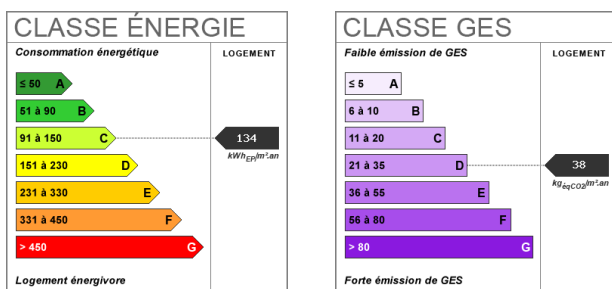 CLASSE ÉNERGIE
Consommation énergétique
LOGEMENT
≤ 50 A
51 à 90 B
91 à 150 C
134
kWhEP/m².an
151 à 230 D
231 à 330 E
331 à 450 F
> 450 G
Logement énergivore
CLASSE GES
Faible émission de GES
LOGEMENT
≤ 5 A
6 à 10 B
11 à 20 C
21 à 35 D
38
kgéqCO2/m².an
36 à 55 E
56 à 80 F
> 80 G
Forte émission de GES